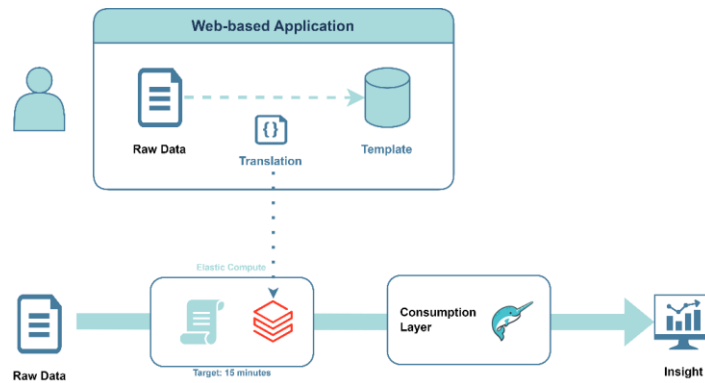 Web-based Application
Raw Data
{}
Translation
Template
Elastic Compute
Target: 15 minutes
Consumption
Layer
Raw Data
Insight